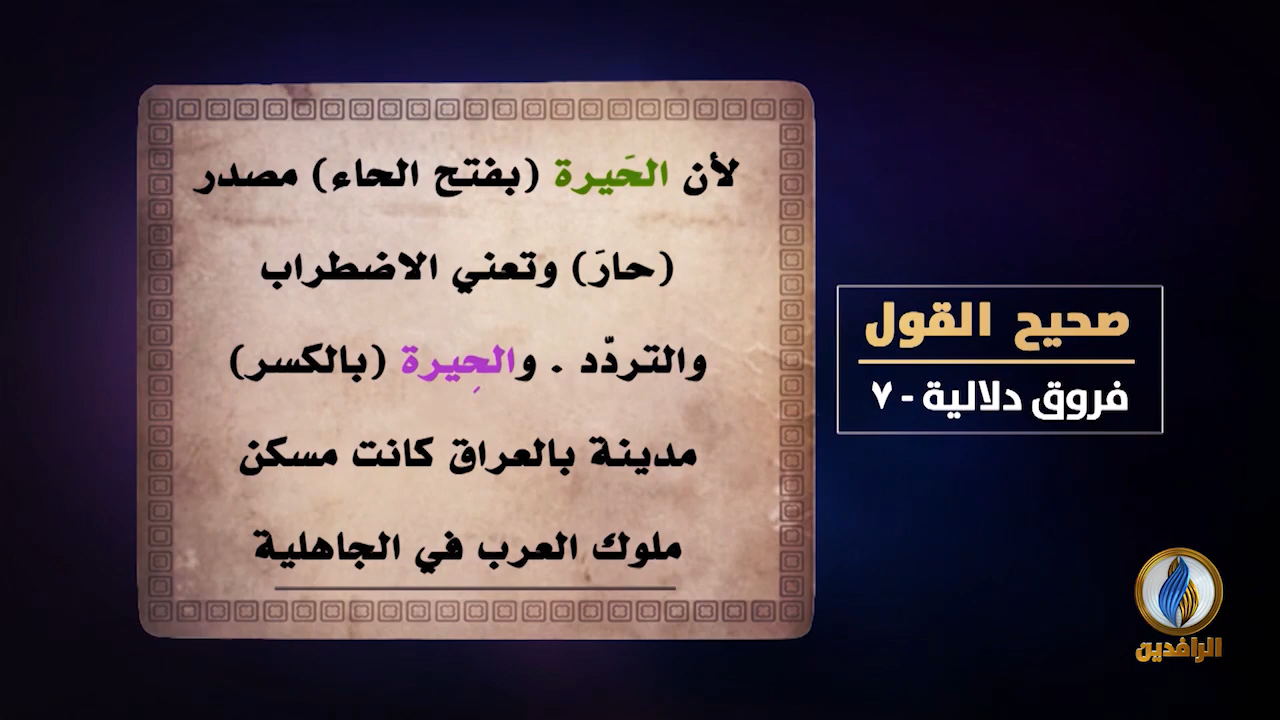 لأن الحَيرة (بفتح الحاء) مصدر
(حارَ) وتعني الاضطراب
والتردّد . والحِيرة (بالكسر)
مدينة بالعراق كانت مسكن
ملوك العرب في الجاهلية
صحيح القول
فروق دلالية - ٧
الرافدين